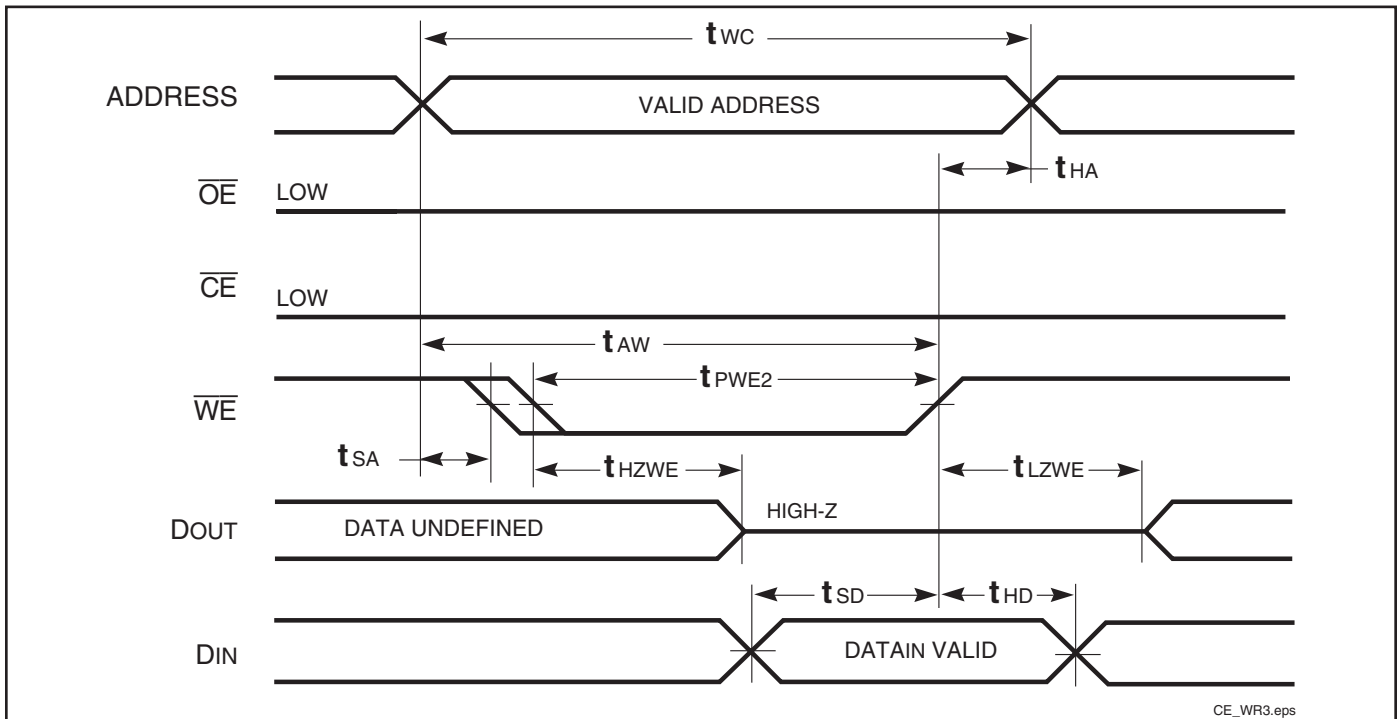 tWC
ADDRESS
VALID ADDRESS
tHA
OE LOW
CE LOW
tAW
tPWE2
WE
tSA
tHZWE
tLZWE
DOUT
DATA UNDEFINED
HIGH-Z
tSD
tHD
DIN
DATAIN VALID
CE_WR3.eps